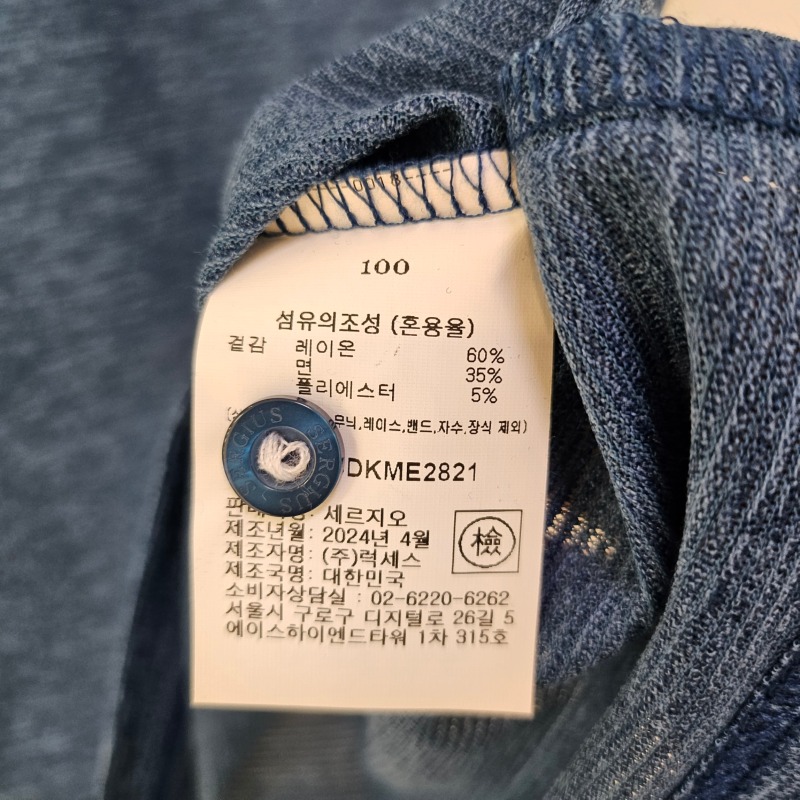 0018
100
섬유의조성 (혼용율)
겉감 레이온 60%
면 35%
폴리에스터 5%
무늬,레이스,밴드,자수,장식 제외)
SERGIUS SERGIUS
DKME2821
세르지오
제조년월: 2024년 4월
제조자명: (주)럭세스
檢
제조국명: 대한민국
소비자상담실 : 02-6220-6262
서울시 구로구 디지털로 26길 5
에이스하이엔드타워 1차 315호